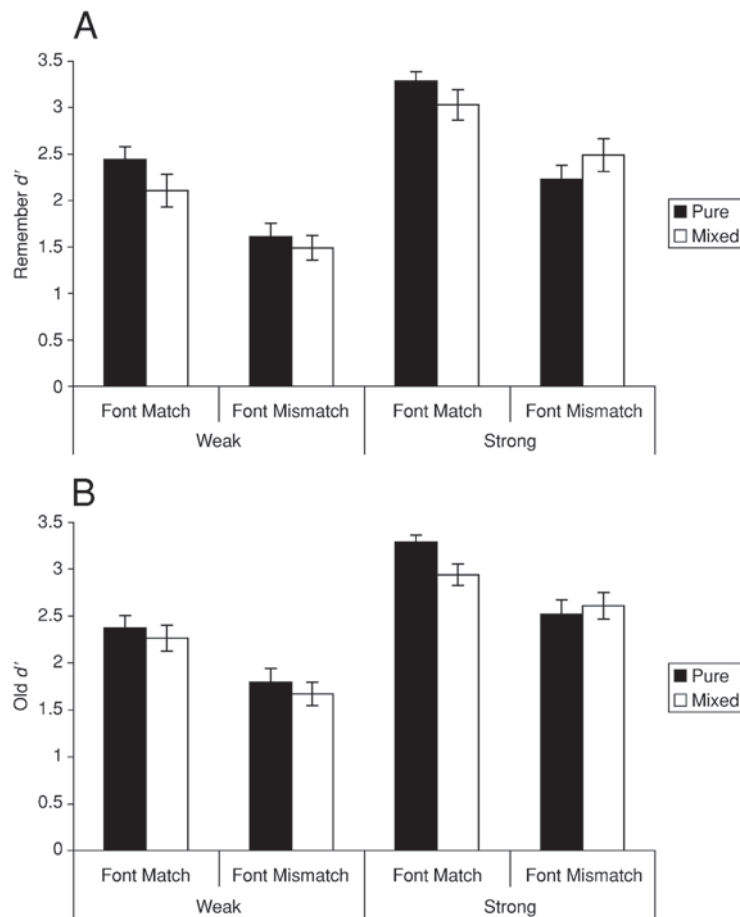 A
3.5
3
2.5
2
1.5
1
0.5
0
Remember d'
Font Match Font Mismatch Font Match Font Mismatch
Weak Strong
Pure
Mixed
B
3.5
3
2.5
2
1.5
1
0.5
0
Old d'
Font Match Font Mismatch Font Match Font Mismatch
Weak Strong
Pure
Mixed